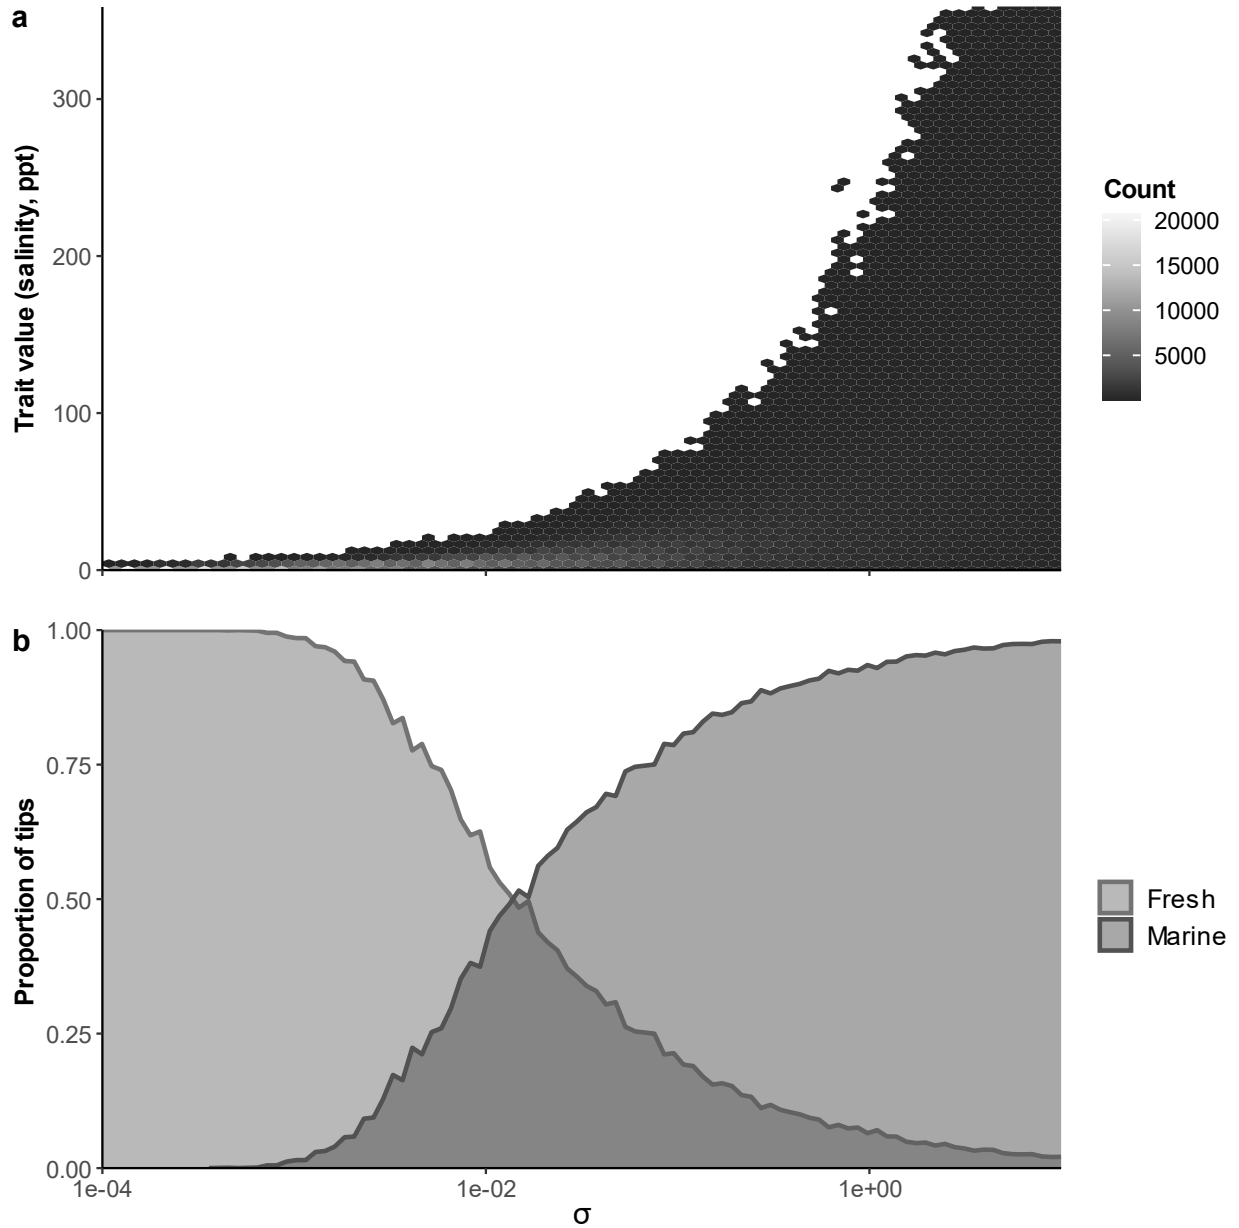 a
Trait value (salinity, ppt)
300
200
100
0
Count
20000
15000
10000
5000
b
Proportion of tips
1.00
0.75
0.50
0.25
0.00
1e-04
1e-02
1e+00
σ
Fresh
Marine